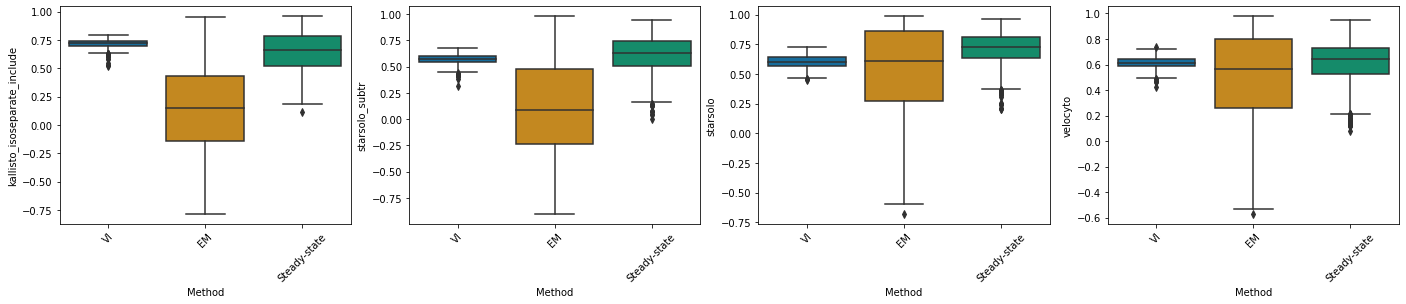 kallisto_isoseparate_include
1.00
0.75
0.50
0.25
0.00
−0.25
−0.50
−0.75
VI
EM
Steady-state
Method
starsolo_subtr
1.00
0.75
0.50
0.25
0.00
−0.25
−0.50
−0.75
VI
EM
Steady-state
Method
starsolo
1.00
0.75
0.50
0.25
0.00
−0.25
−0.50
−0.75
VI
EM
Steady-state
Method
velocyto
1.0
0.8
0.6
0.4
0.2
0.0
−0.2
−0.4
−0.6
VI
EM
Steady-state
Method